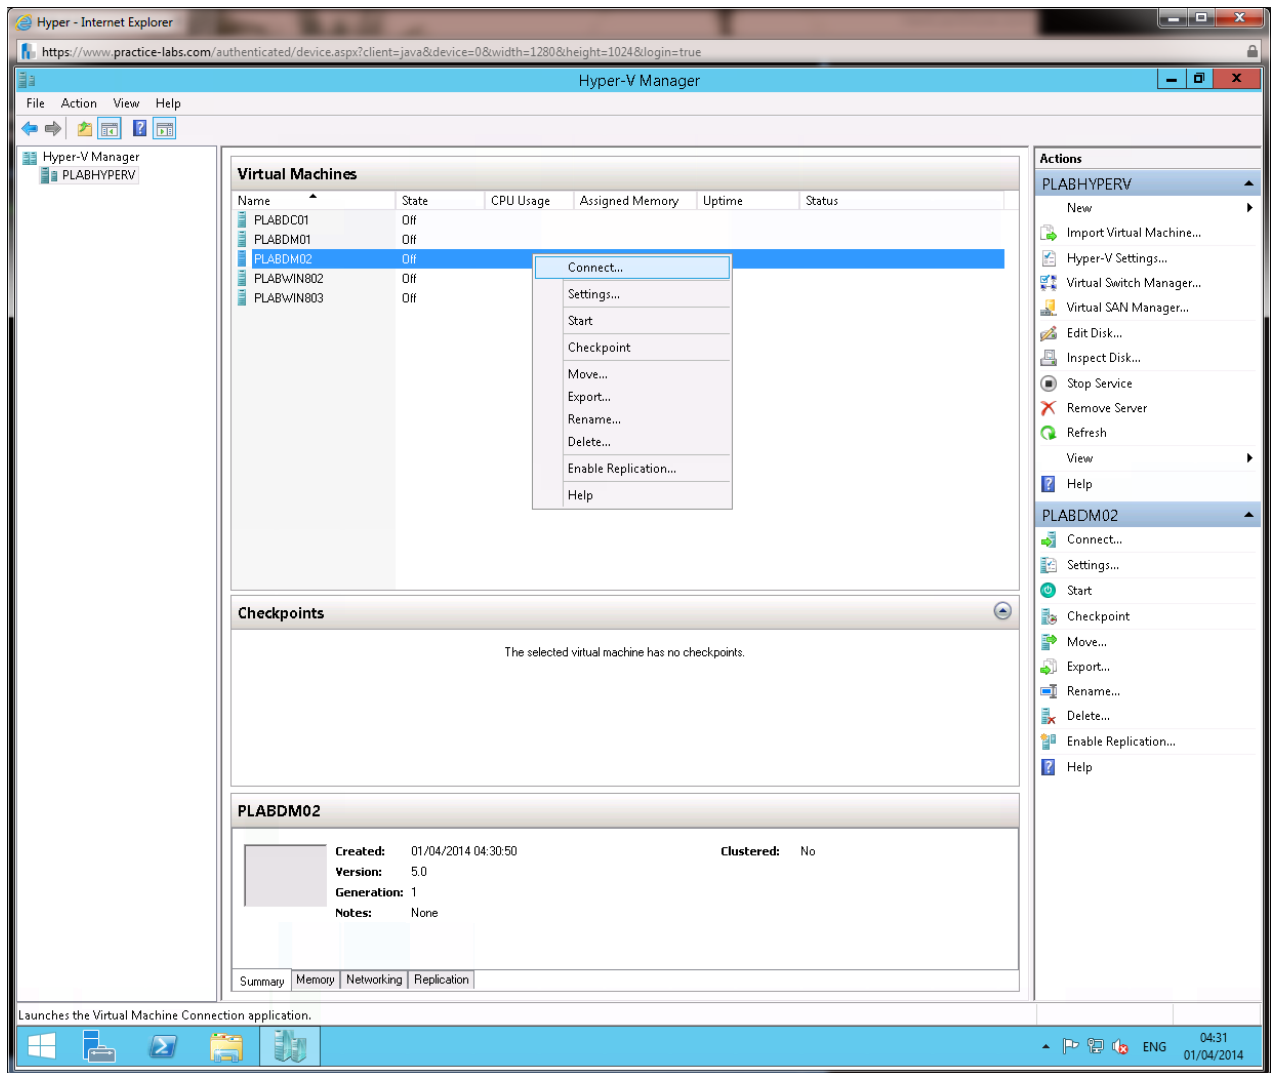 Hyper - Internet Explorer
https://www.practice-labs.com/authenticated/device.aspx?client=java&device=0&width=1280&height=1024&login=true
Hyper-V Manager
File Action View Help
Hyper-V Manager
PLABHYPERV
Virtual Machines
Name State CPU Usage Assigned Memory Uptime Status
PLABDC01 Off
PLABDM01 Off
PLABDM02 Off
PLABWIN802 Off
PLABWIN803 Off
Connect...
Settings...
Start
Checkpoint
Move...
Export...
Rename...
Delete...
Enable Replication...
Help
Checkpoints
The selected virtual machine has no checkpoints.
PLABDM02
Created: 01/04/2014 04:30:50 Clustered: No
Version: 5.0
Generation: 1
Notes: None
Summary Memory Networking Replication
Actions
PLABHYPERV
New
Import Virtual Machine...
Hyper-V Settings...
Virtual Switch Manager...
Virtual SAN Manager...
Edit Disk...
Inspect Disk...
Stop Service
Remove Server
Refresh
View
Help
PLABDM02
Connect...
Settings...
Start
Checkpoint
Move...
Export...
Rename...
Delete...
Enable Replication...
Help
Launches the Virtual Machine Connection application.
ENG 04:31
01/04/2014